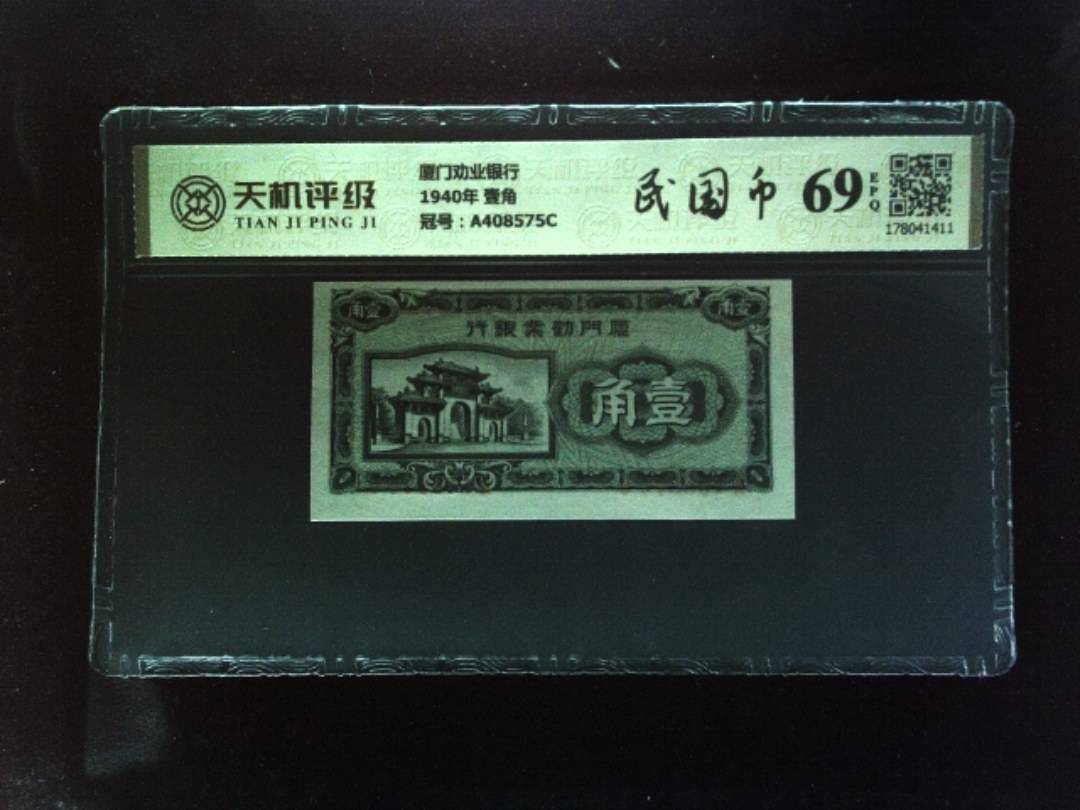 天机评级
TIAN JI PING JI
厦门劝业银行
1940年 壹角
冠号：A408575C
民国币
69
EPQ
178041411
壹角
壹角
廈門勸業銀行
壹角